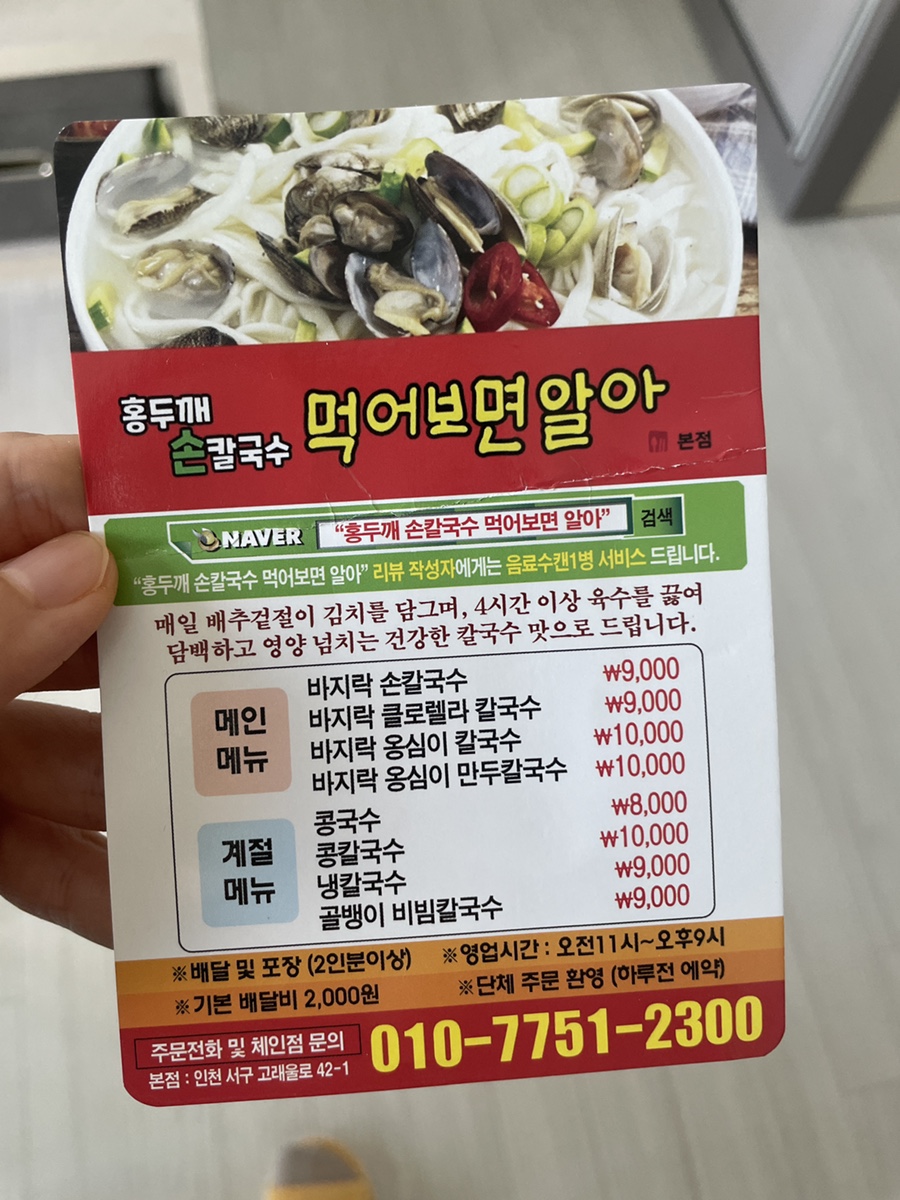 홍두깨
손칼국수
먹어보면알아
본점
NAVER "홍두깨 손칼국수 먹어보면 알아" 검색
"홍두깨 손칼국수 먹어보면 알아" 리뷰 작성자에게는 음료수캔1병 서비스 드립니다.
매일 배추겉절이 김치를 담그며, 4시간 이상 육수를 끓여
담백하고 영양 넘치는 건강한 칼국수 맛으로 드립니다.
메인
메뉴
바지락 손칼국수 ₩9,000
바지락 클로렐라 칼국수 ₩9,000
바지락 옹심이 칼국수 ₩10,000
바지락 옹심이 만두칼국수 ₩10,000
계절
메뉴
콩국수 ₩8,000
콩칼국수 ₩10,000
냉칼국수 ₩9,000
골뱅이 비빔칼국수 ₩9,000
※배달 및 포장 (2인분이상) ※영업시간 : 오전11시~오후9시
※기본 배달비 2,000원 ※단체 주문 환영 (하루전 예약)
주문전화 및 체인점 문의
010-7751-2300
본점 : 인천 서구 고래울로 42-1